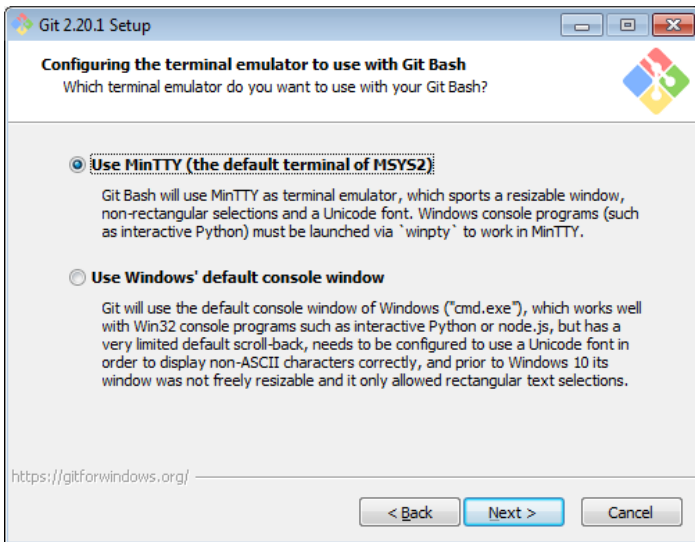 Git 2.20.1 Setup
Configuring the terminal emulator to use with Git Bash
Which terminal emulator do you want to use with your Git Bash?
Use MinTTY (the default terminal of MSYS2)
Git Bash will use MinTTY as terminal emulator, which sports a resizable window,
non-rectangular selections and a Unicode font. Windows console programs (such
as interactive Python) must be launched via `winpty` to work in MinTTY.
Use Windows' default console window
Git will use the default console window of Windows ("cmd.exe"), which works well
with Win32 console programs such as interactive Python or node.js, but has a
very limited default scroll-back, needs to be configured to use a Unicode font in
order to display non-ASCII characters correctly, and prior to Windows 10 its
window was not freely resizable and it only allowed rectangular text selections.
https://gitforwindows.org/
< Back
Next >
Cancel